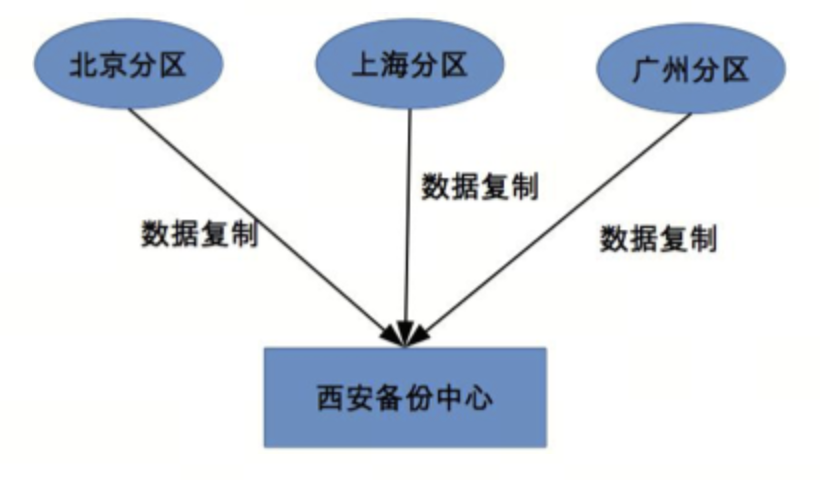 北京分区
上海分区
广州分区
数据复制
数据复制
数据复制
西安备份中心